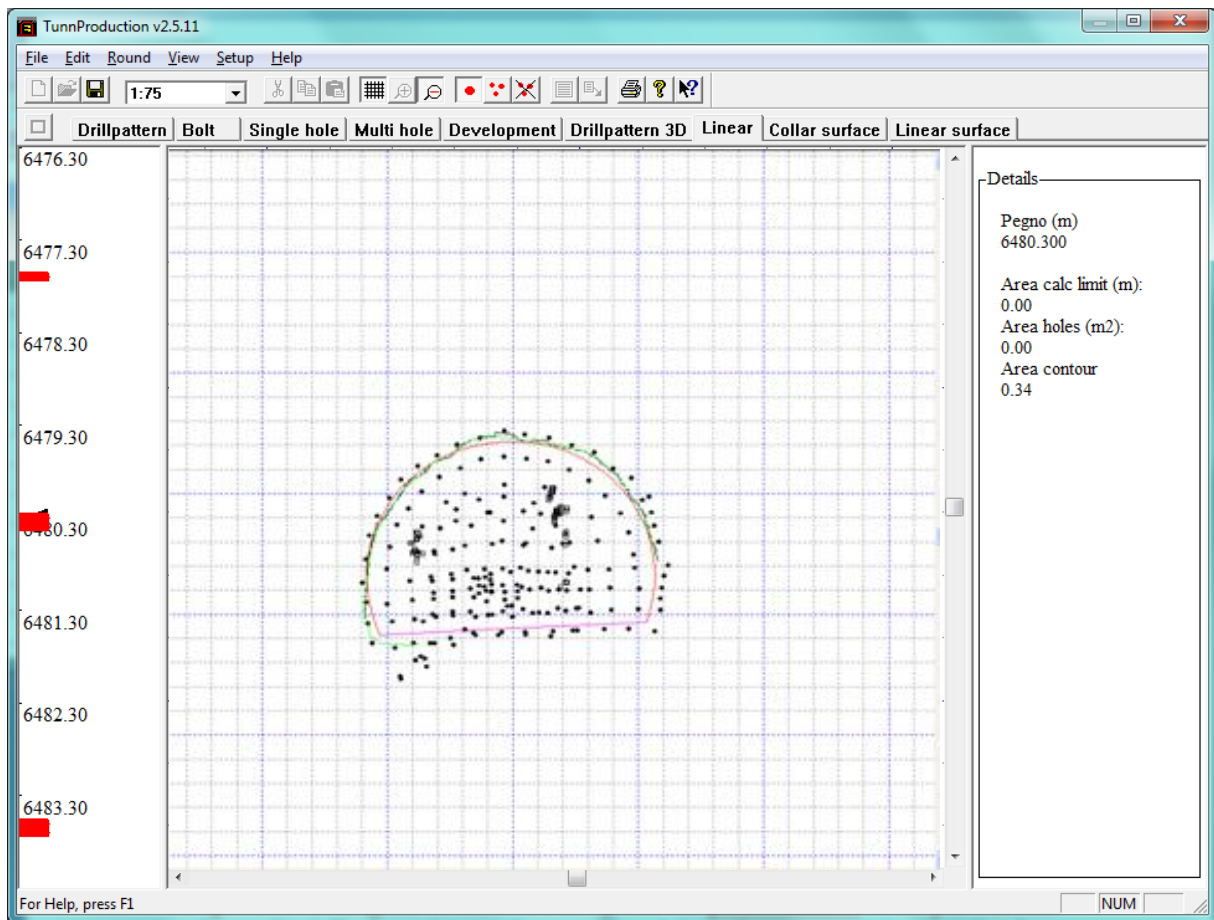 TunnProduction v2.5.11
File Edit Round View Setup Help
1:75
Drillpattern Bolt Single hole Multi hole Development Drillpattern 3D Linear Collar surface Linear surface
6476.30
6477.30
6478.30
6479.30
6480.30
6481.30
6482.30
6483.30
Details
Pegno (m)
6480.300
Area calc limit (m):
0.00
Area holes (m2):
0.00
Area contour
0.34
For Help, press F1
NUM